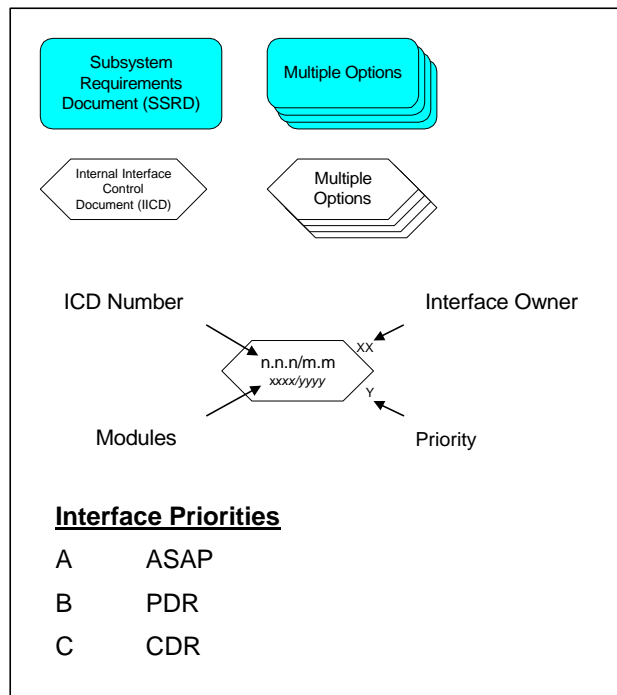 Subsystem
Requirements
Document (SSRD)
Multiple Options
Internal Interface
Control
Document (IICD)
Multiple
Options
ICD Number
Interface Owner
XX
n.n.n/m.m
xxxx/yyyy
Y
Modules
Priority
Interface Priorities
A ASAP
B PDR
C CDR